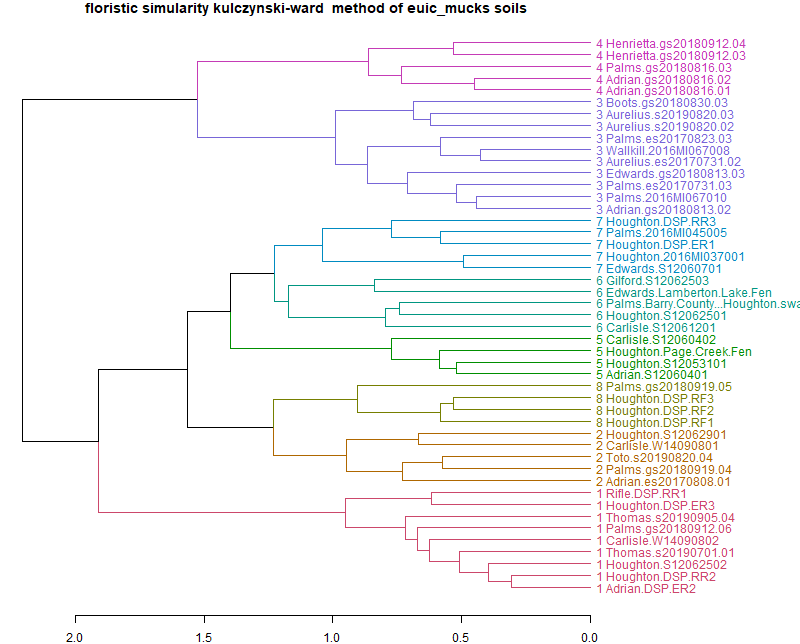 floristic simularity kulczynski-ward method of euic_mucks soils
4 Henrietta.gs20180912.04
4 Henrietta.gs20180912.03
4 Palms.gs20180816.03
4 Adrian.gs20180816.02
4 Adrian.gs20180816.01
3 Boots.gs20180830.03
3 Aurelius.s20190820.03
3 Aurelius.s20190820.02
3 Palms.es20170823.03
3 Wallkill.2016MI067008
3 Aurelius.es20170731.02
3 Edwards.gs20180813.03
3 Palms.es20170731.03
3 Palms.2016MI067010
3 Adrian.gs20180813.02
7 Houghton.DSP.RR3
7 Palms.2016MI045005
7 Houghton.DSP.ER1
7 Houghton.2016MI037001
7 Edwards.S12060701
6 Gilford.S12062503
6 Edwards.Lamberton.Lake.Fen
6 Palms.Barry.County...Houghton.swa
6 Houghton.S12062501
6 Carlisle.S12061201
5 Carlisle.S12060402
5 Houghton.Page.Creek.Fen
5 Houghton.S12053101
5 Adrian.S12060401
8 Palms.gs20180919.05
8 Houghton.DSP.RF3
8 Houghton.DSP.RF2
8 Houghton.DSP.RF1
2 Houghton.S12062901
2 Carlisle.W14090801
2 Toto.s20190820.04
2 Palms.gs20180919.04
2 Adrian.es20170808.01
1 Rifle.DSP.RR1
1 Houghton.DSP.ER3
1 Thomas.s20190905.04
1 Palms.gs20180912.06
1 Carlisle.W14090802
1 Thomas.s20190701.01
1 Houghton.S12062502
1 Houghton.DSP.RR2
1 Adrian.DSP.ER2
2.0 1.5 1.0 0.5 0.0